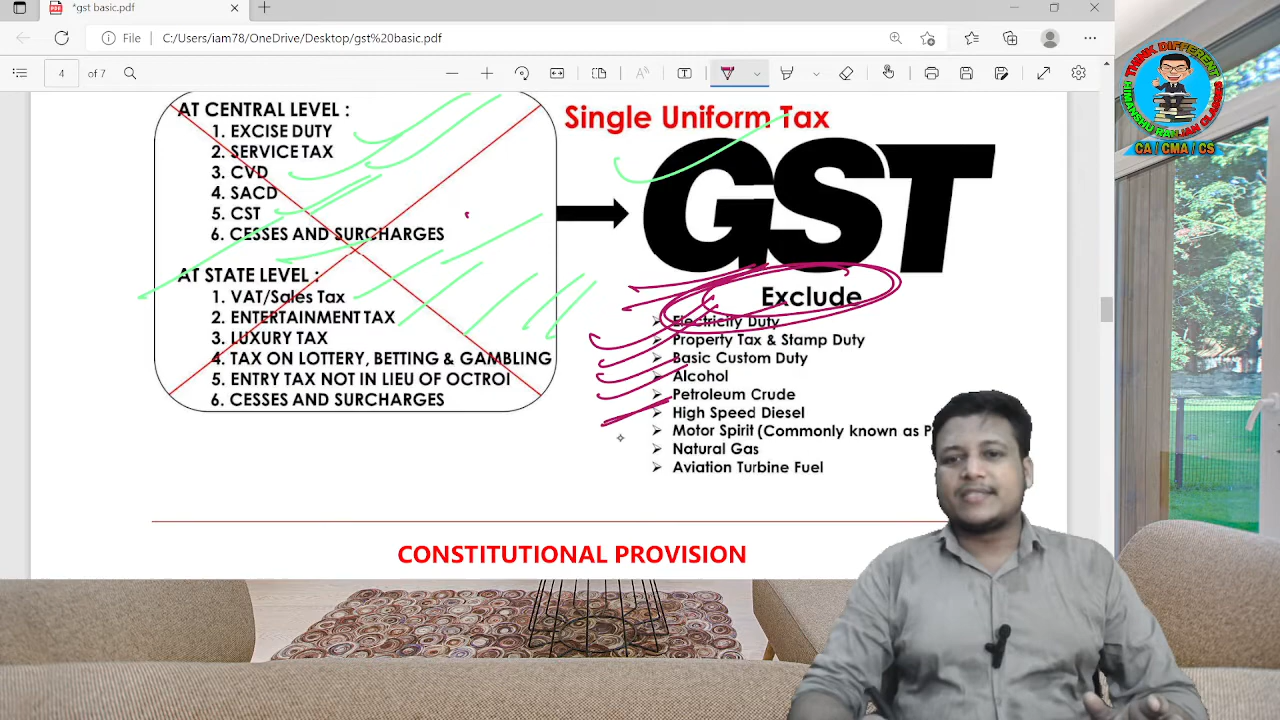 *gst basic.pdf
File
C:/Users/iam78/OneDrive/Desktop/gst%20basic.pdf
4 of 7
AT CENTRAL LEVEL :
1. EXCISE DUTY
2. SERVICE TAX
3. CVD
4. SACD
5. CST
6. CESSES AND SURCHARGES
AT STATE LEVEL :
1. VAT/Sales Tax
2. ENTERTAINMENT TAX
3. LUXURY TAX
4. TAX ON LOTTERY, BETTING & GAMBLING
5. ENTRY TAX NOT IN LIEU OF OCTROI
6. CESSES AND SURCHARGES
Single Uniform Tax
GST
Exclude
Electricity Duty
Property Tax & Stamp Duty
Basic Custom Duty
Alcohol
Petroleum Crude
High Speed Diesel
Motor Spirit (Commonly known as P
Natural Gas
Aviation Turbine Fuel
CONSTITUTIONAL PROVISION
THINK DIFFERENT
HIMANSHU RANJAN CLASSES
CA / CMA / CS